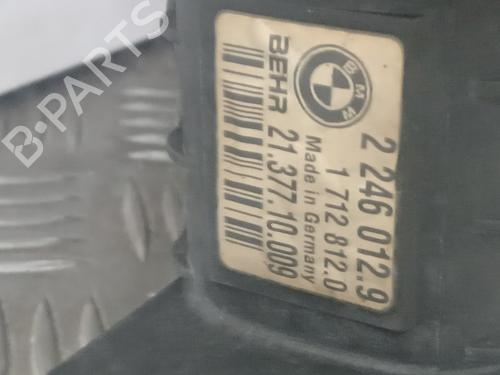 B-PARTS
BMW
2 246 012.9
1 712 812.0
Made in Germany
BEHR 21.377.10.009